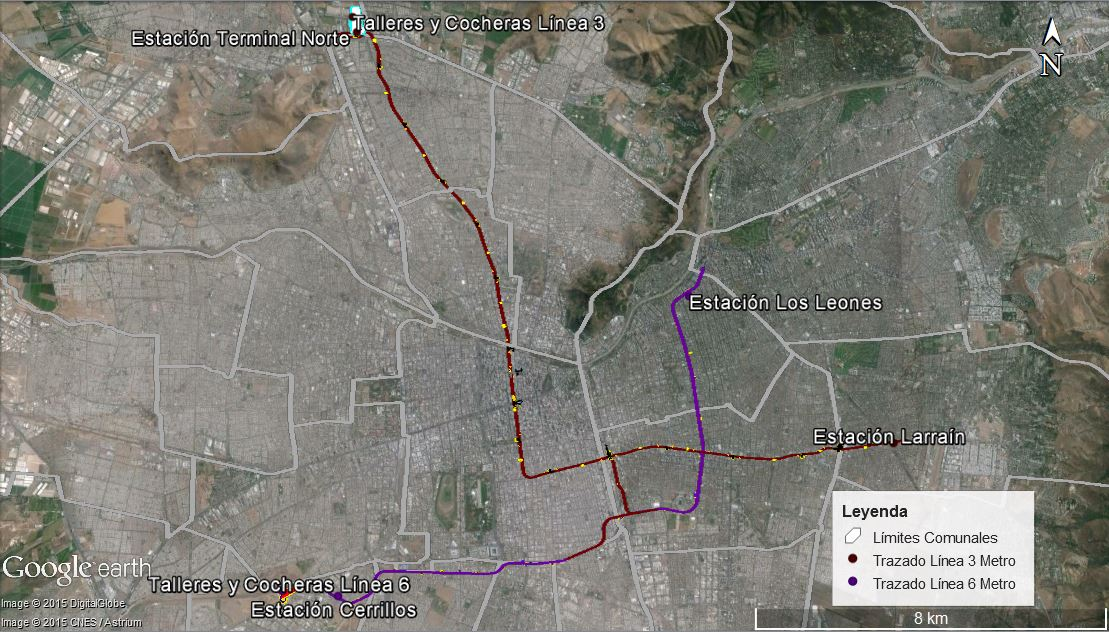 Talleres y Cocheras Línea 3
Estación Terminal Norte
N
Estación Los Leones
Estación Larraín
Leyenda
Límites Comunales
Trazado Línea 3 Metro
Trazado Línea 6 Metro
Google earth
Talleres y Cocheras Línea 6
Estación Cerrillos
Image © 2015 DigitalGlobe
Image © 2015 CNES / Astrium
8 km